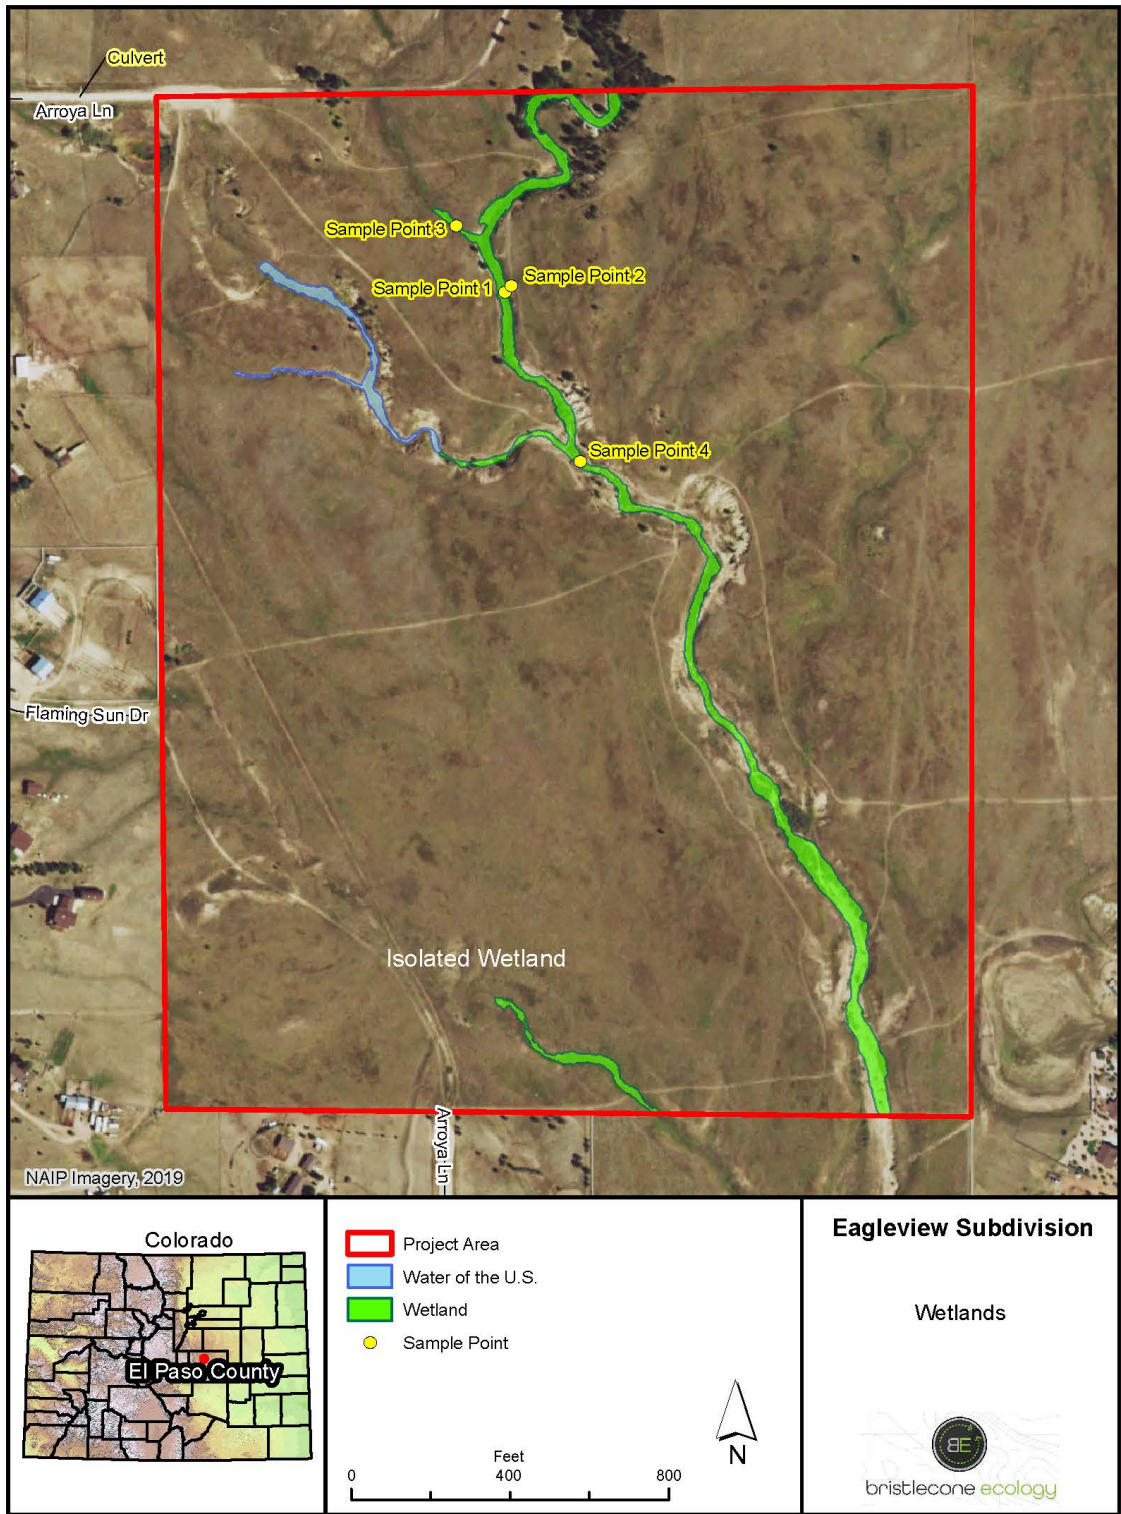 Culvert
Arroya Ln
Sample Point 3
Sample Point 2
Sample Point 1
Sample Point 4
Flaming Sun Dr
Isolated Wetland
Arroya Ln
NAIP Imagery, 2019
Colorado
El Paso County
Project Area
Water of the U.S.
Wetland
Sample Point
N
Feet
0 400 800
Eagleview Subdivision
Wetlands
BE
bristlecone ecology